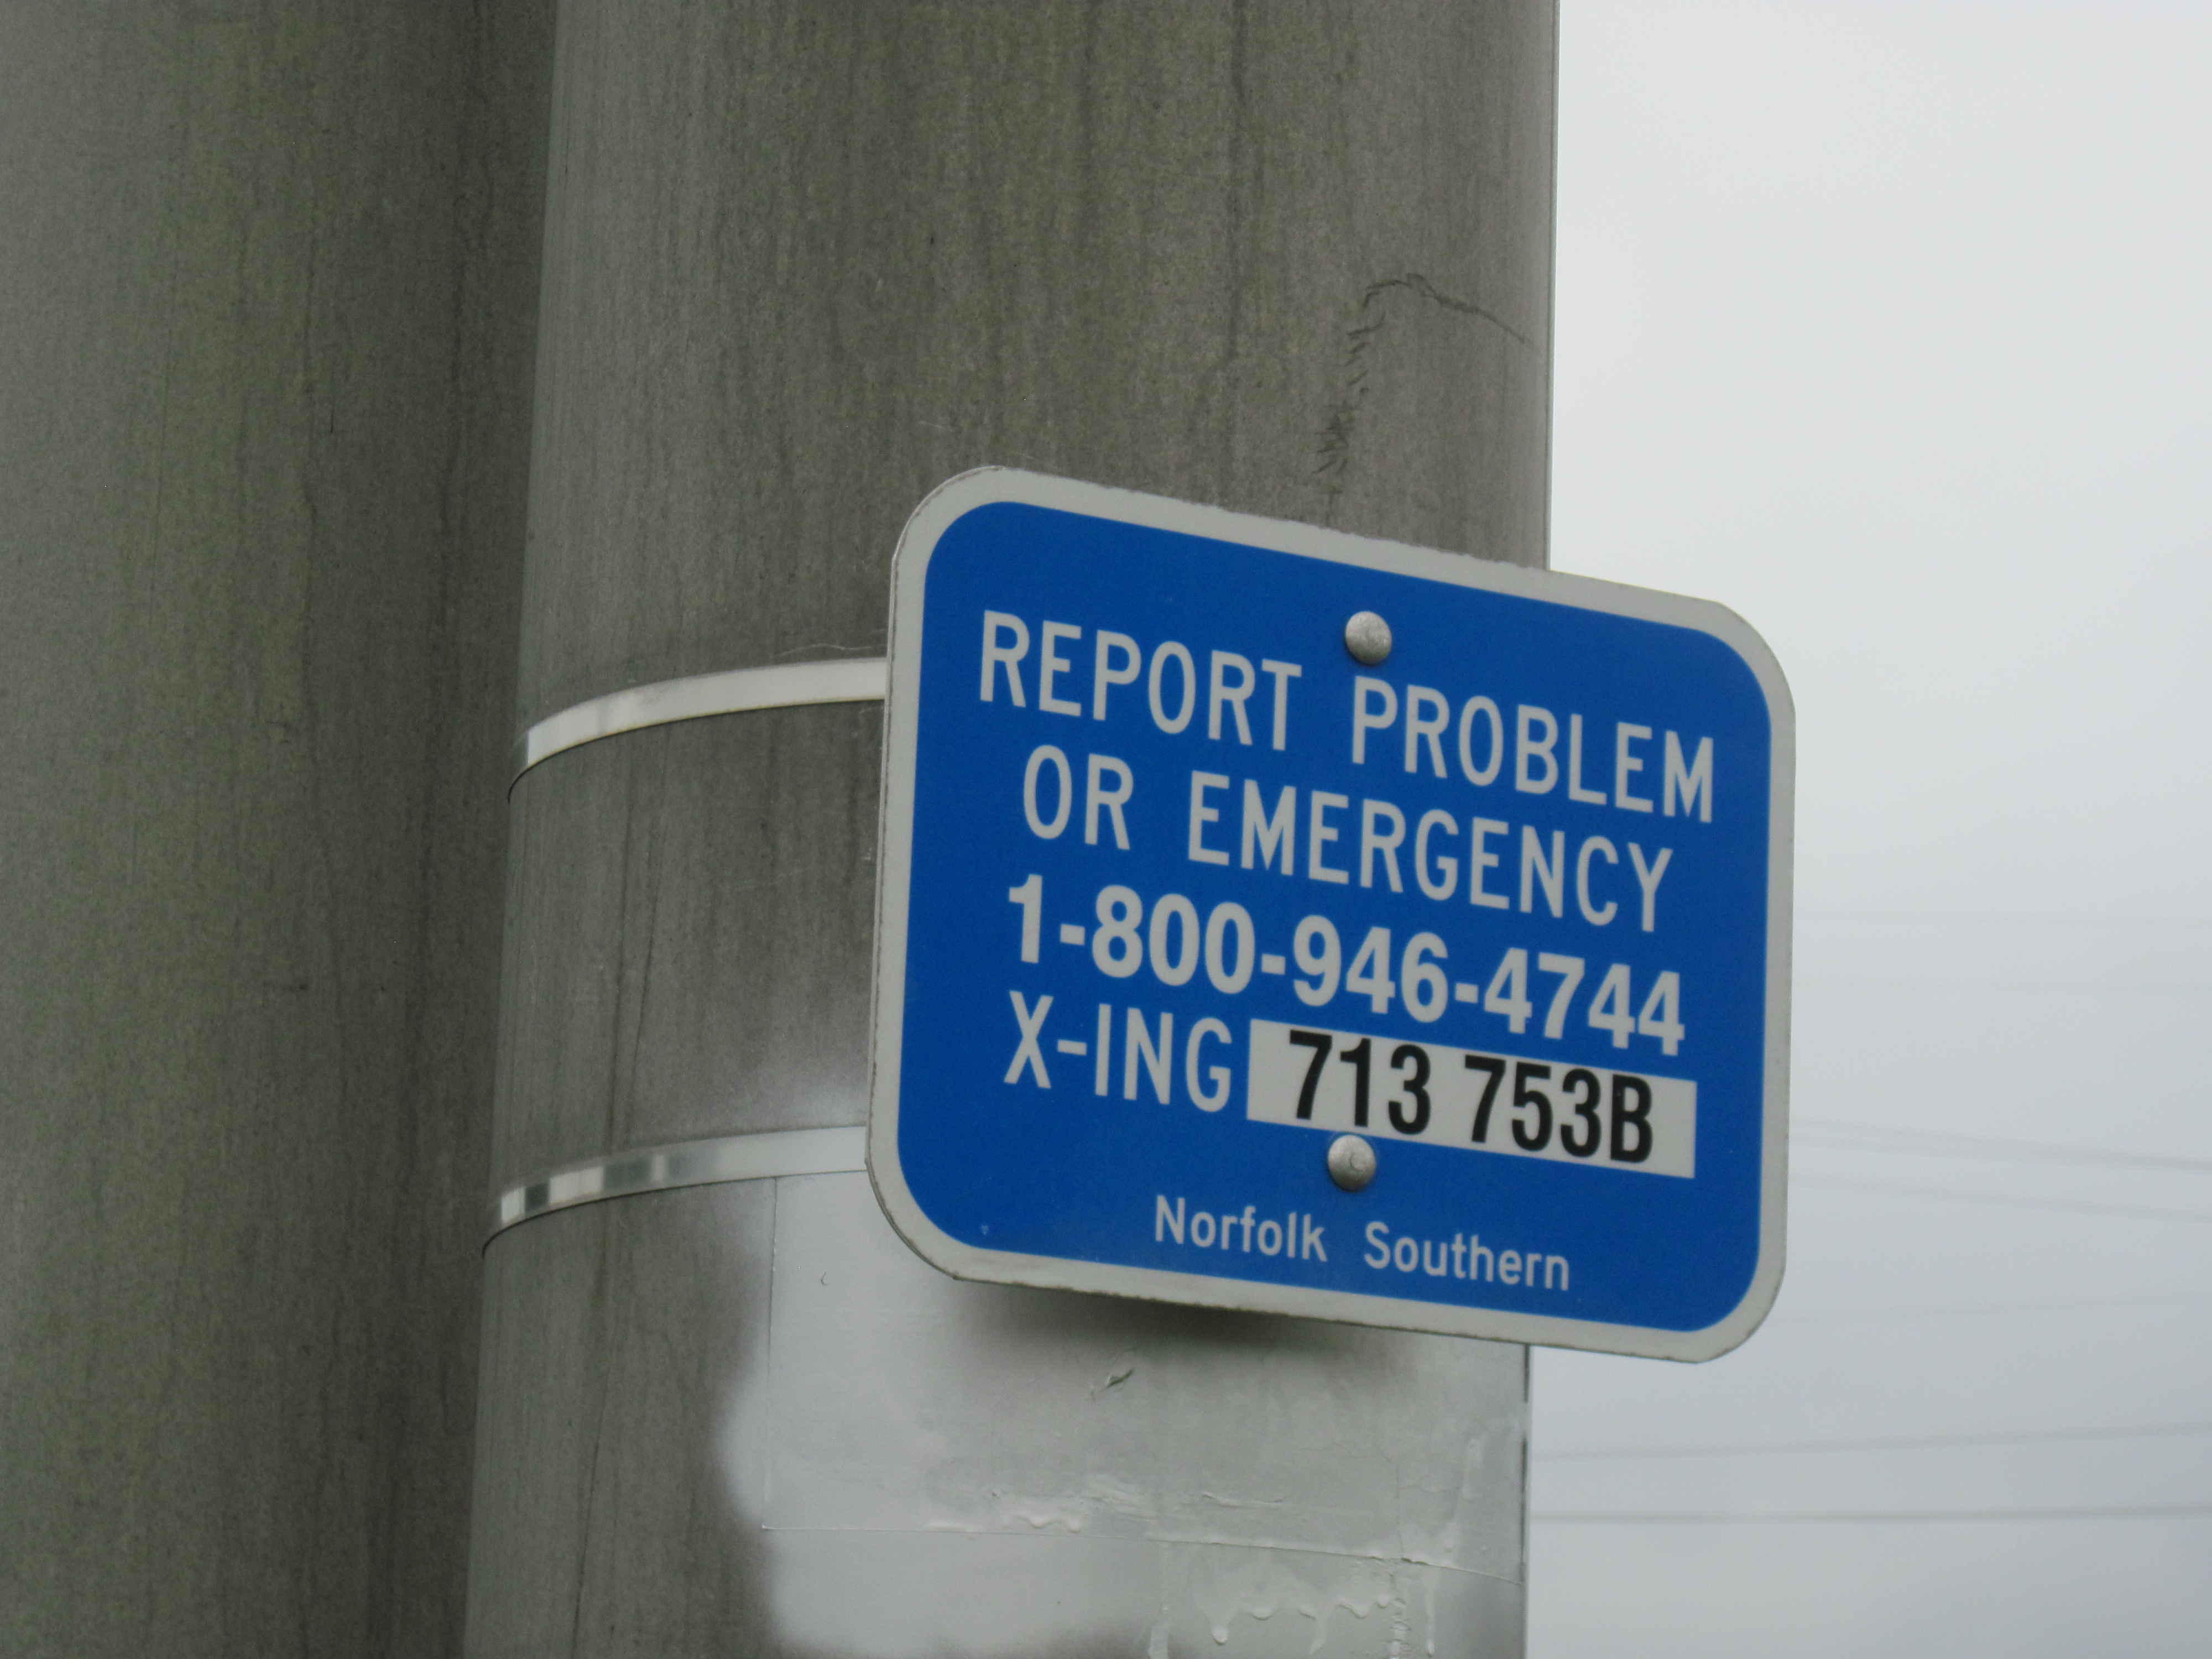 REPORT PROBLEM
OR EMERGENCY
1-800-946-4744
X-ING 713 753B
Norfolk Southern